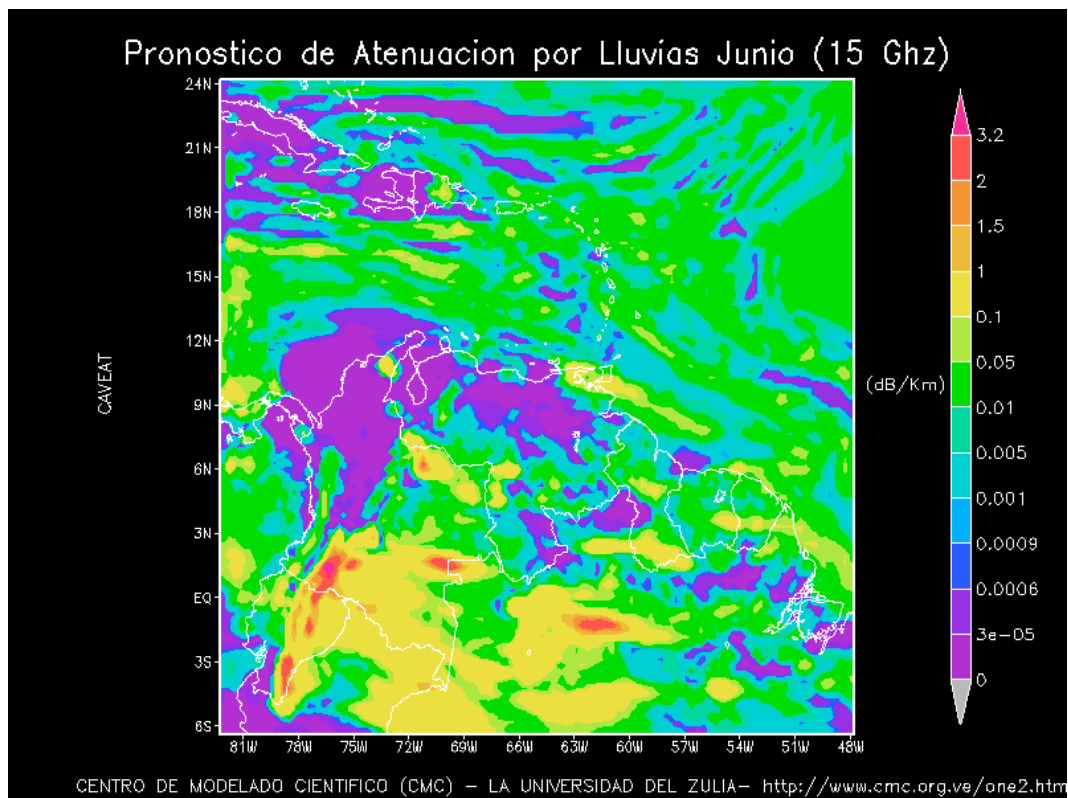 Pronostico de Atenuacion por Lluvias Junio (15 Ghz)
24N
21N
18N
15N
12N
9N
6N
3N
EQ
3S
6S
81W 78W 75W 72W 69W 66W 63W 60W 57W 54W 51W 48W
CAVEAT
3.2
2
1.5
1
0.1
0.05
(dB/Km)
0.01
0.005
0.001
0.0009
0.0006
3e-05
0
CENTRO DE MODELADO CIENTIFICO (CMC) - LA UNIVERSIDAD DEL ZULIA- http://www.cmc.org.ve/one2.htm